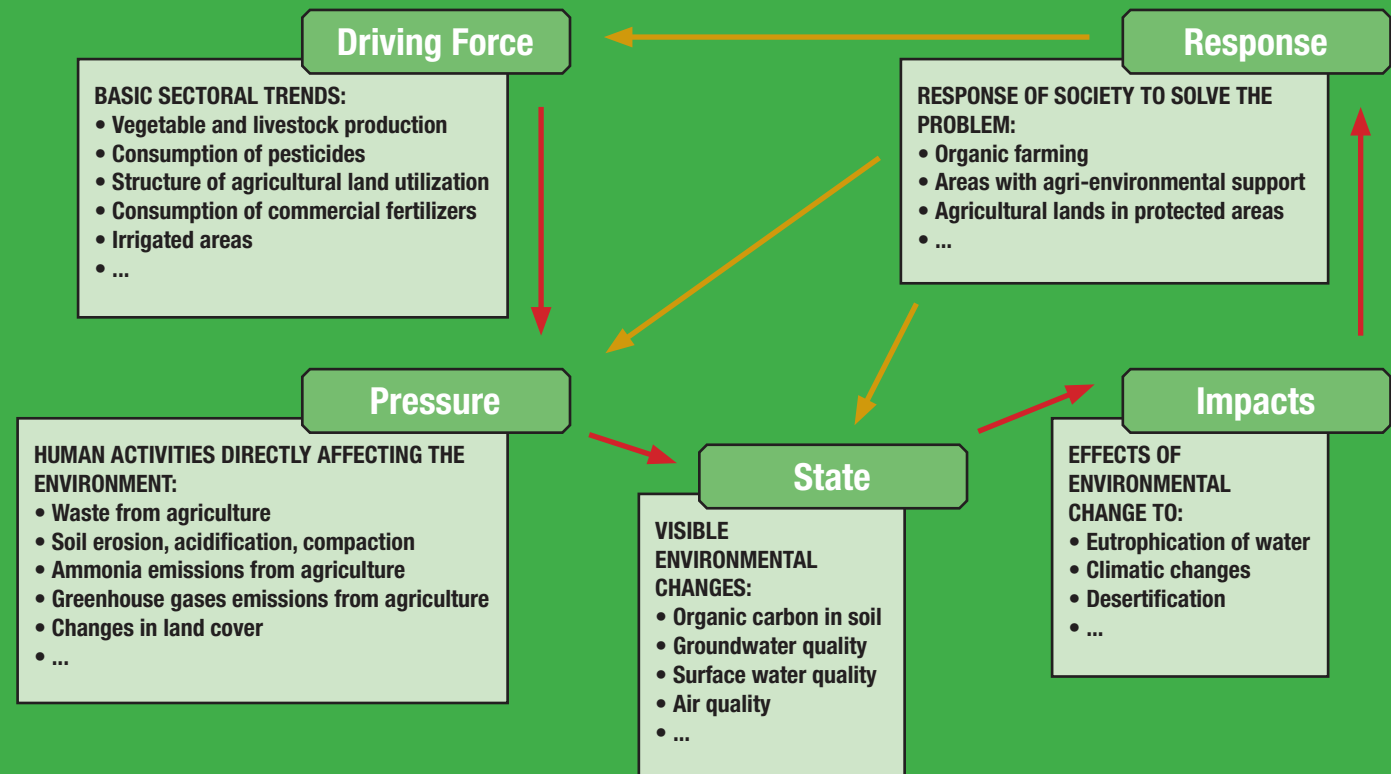 Driving Force
BASIC SECTORAL TRENDS:
• Vegetable and livestock production
• Consumption of pesticides
• Structure of agricultural land utilization
• Consumption of commercial fertilizers
• Irrigated areas
• ...
Response
RESPONSE OF SOCIETY TO SOLVE THE
PROBLEM:
• Organic farming
• Areas with agri-environmental support
• Agricultural lands in protected areas
• ...
Pressure
HUMAN ACTIVITIES DIRECTLY AFFECTING THE
ENVIRONMENT:
• Waste from agriculture
• Soil erosion, acidification, compaction
• Ammonia emissions from agriculture
• Greenhouse gases emissions from agriculture
• Changes in land cover
• ...
State
VISIBLE
ENVIRONMENTAL
CHANGES:
• Organic carbon in soil
• Groundwater quality
• Surface water quality
• Air quality
• ...
Impacts
EFFECTS OF
ENVIRONMENTAL
CHANGE TO:
• Eutrophication of water
• Climatic changes
• Desertification
• ...